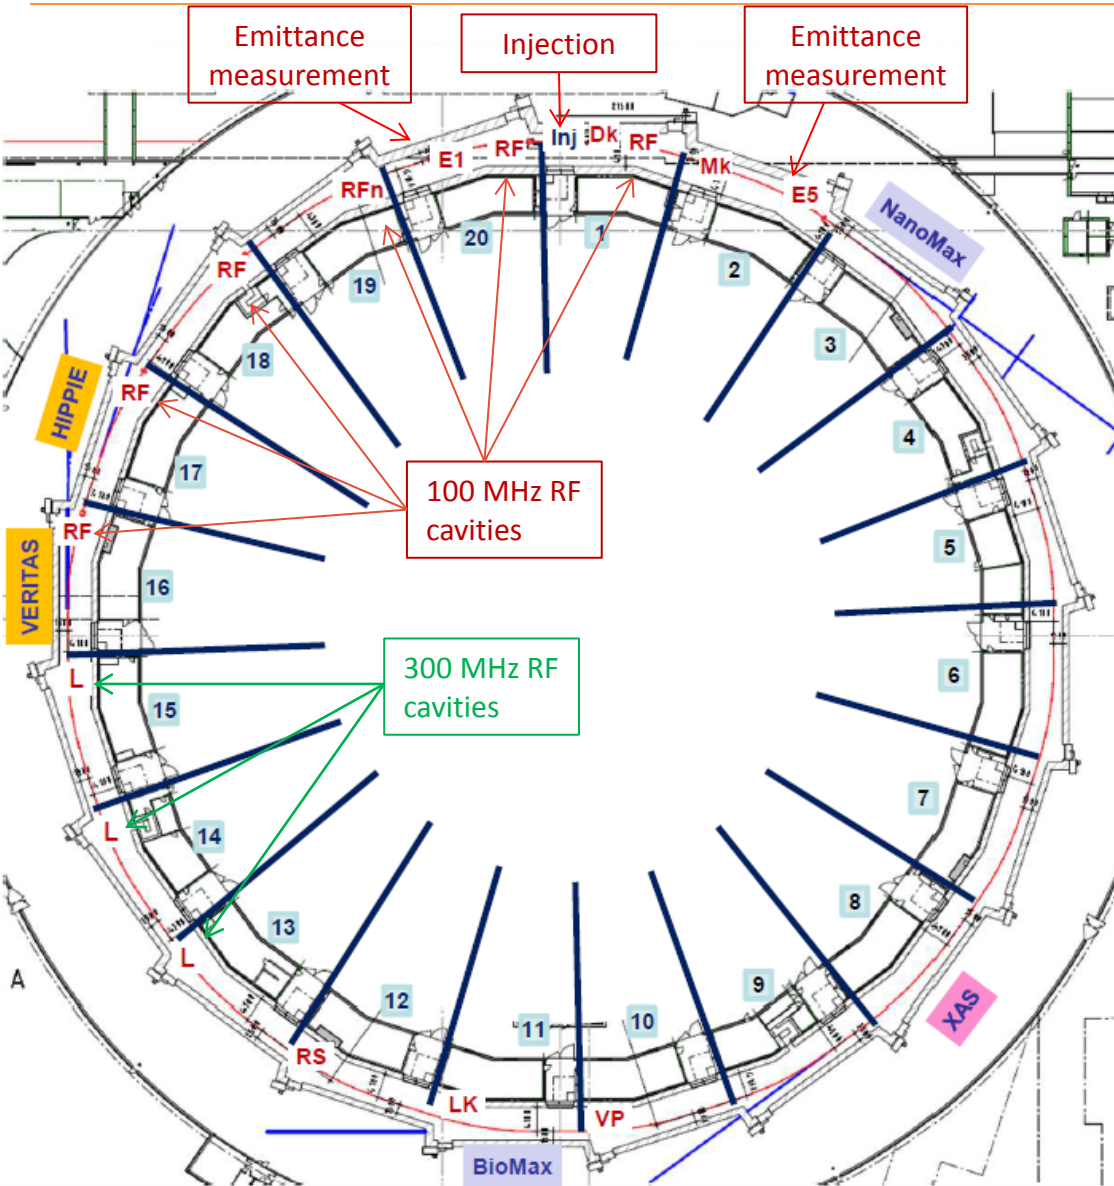 Emittance
measurement
Injection
Emittance
measurement
E1
RF
Inj
Dk
RF
Mk
E5
RFn
NanoMax
20
1
2
19
3
RF
18
4
RF
HIPPIE
17
5
RF
VERITAS
16
100 MHz RF
cavities
6
L
15
300 MHz RF
cavities
7
L
14
8
L
13
9
A
12
11
10
XAS
RS
LK
VP
BioMax